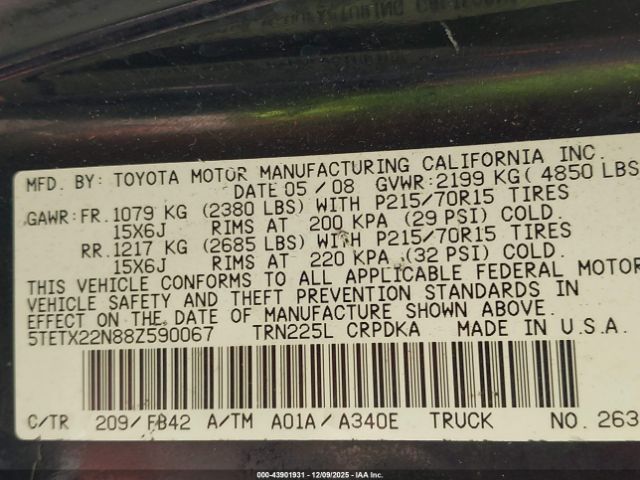 MFD. BY: TOYOTA MOTOR MANUFACTURING CALIFORNIA INC.
DATE 05 / 08 GVWR: 2199 KG( 4850 LBS
GAWR: FR. 1079 KG (2380 LBS) WITH P215/70R15 TIRES
15X6J RIMS AT 200 KPA (29 PSI) COLD.
RR. 1217 KG (2685 LBS) WITH P215/70R15 TIRES
15X6J RIMS AT 220 KPA (32 PSI) COLD.
THIS VEHICLE CONFORMS TO ALL APPLICABLE FEDERAL MOTOR
VEHICLE SAFETY AND THEFT PREVENTION STANDARDS IN
EFFECT ON THE DATE OF MANUFACTURE SHOWN ABOVE.
5TETX22N88Z590067 TRN225L CRPDKA MADE IN U.S.A.
C/TR 209/FB42 A/TM A01A/A340E TRUCK NO. 263
000-43901931 - 12/09/2025 - IAA Inc.